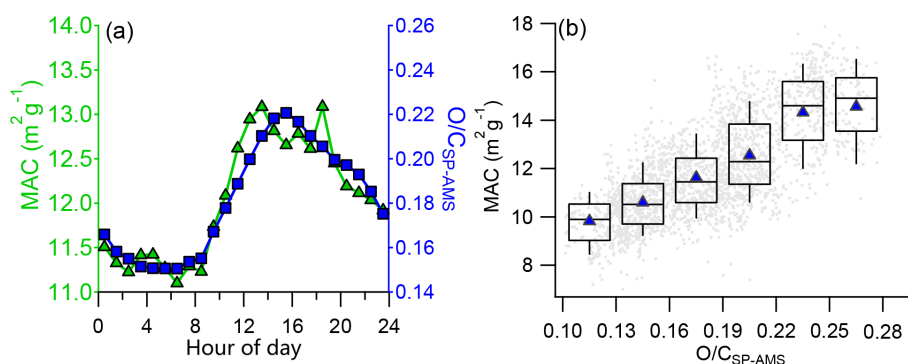 (a)
MAC (m² g⁻¹)
14.0
13.5
13.0
12.5
12.0
11.5
11.0
0 4 8 12 16 20 24
Hour of day
0.26
0.24
0.22
0.20
0.18
0.16
0.14
O/C_SP-AMS
(b)
MAC (m² g⁻¹)
18
16
14
12
10
8
0.10 0.13 0.16 0.19 0.22 0.25 0.28
O/C_SP-AMS